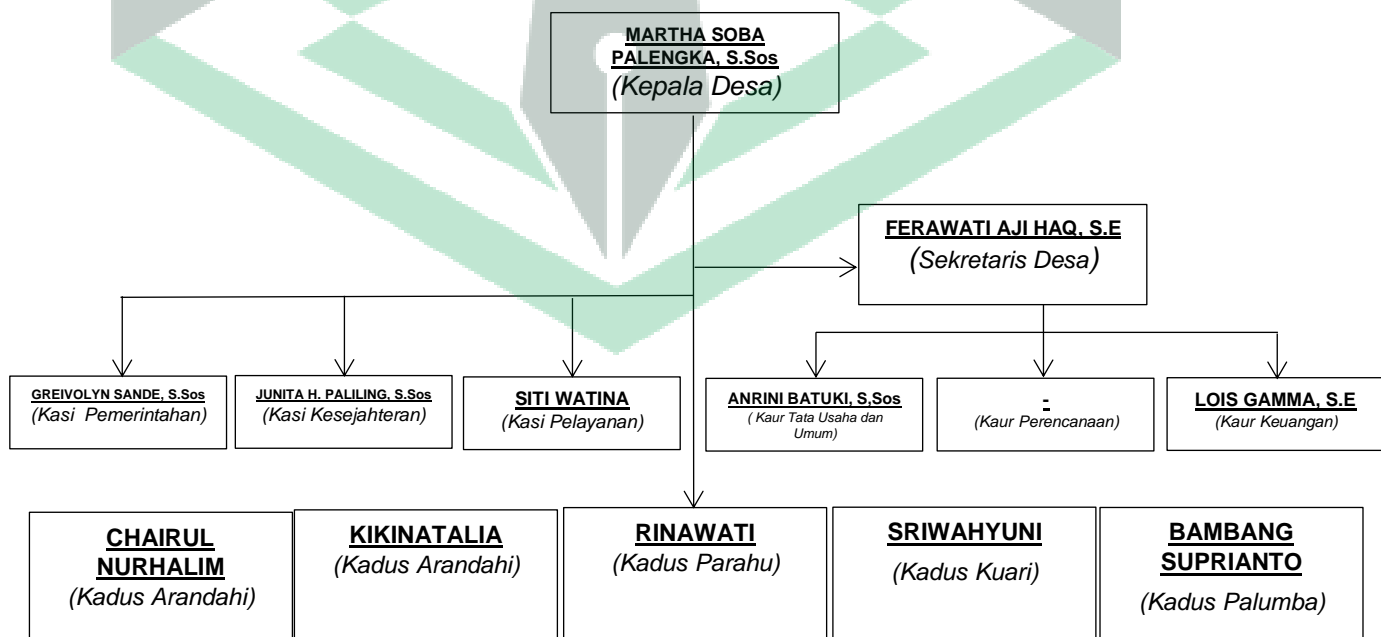 MARTHA SOBA
PALENGKA, S.Sos
(Kepala Desa)
FERAWATI AJI HAQ, S.E
(Sekretaris Desa)
GREIVOLYN SANDE, S.Sos
(Kasi Pemerintahan)
JUNITA H. PALILING, S.Sos
(Kasi Kesejahteran)
SITI WATINA
(Kasi Pelayanan)
ANRINI BATUKI, S,Sos
( Kaur Tata Usaha dan
Umum)
-
(Kaur Perencanaan)
LOIS GAMMA, S.E
(Kaur Keuangan)
CHAIRUL
NURHALIM
(Kadus Arandahi)
KIKINATALIA
(Kadus Arandahi)
RINAWATI
(Kadus Parahu)
SRIWAHYUNI
(Kadus Kuari)
BAMBANG
SUPRIANTO
(Kadus Palumba)